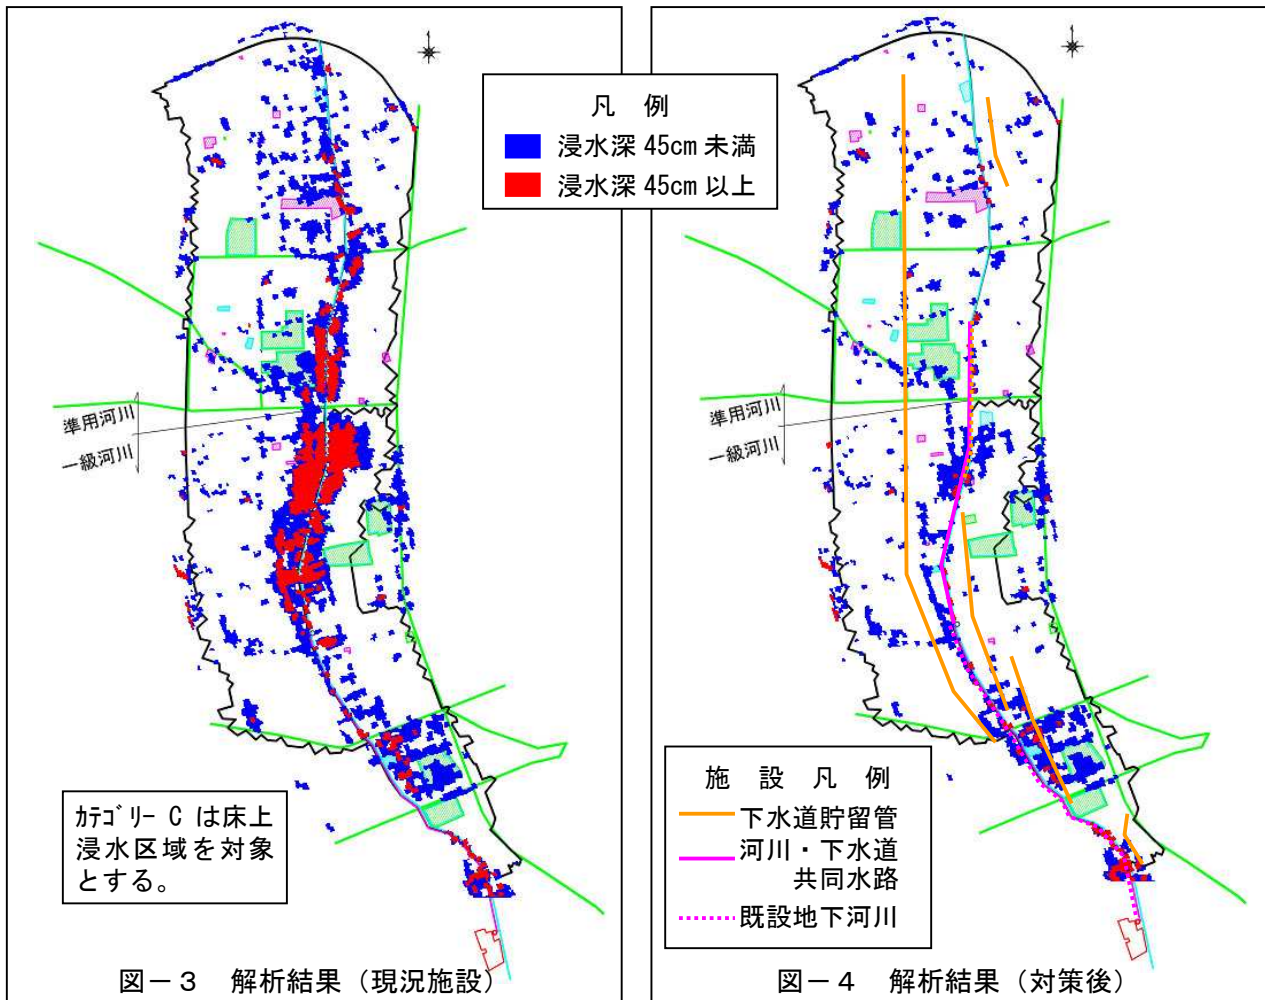 凡 例
浸水深 45cm 未満
浸水深 45cm 以上
準用河川
一級河川
ｶﾃｺﾞﾘｰ C は床上
浸水区域を対象
とする。
図－３ 解析結果（現況施設）
準用河川
一級河川
施 設 凡 例
下水道貯留管
河川・下水道
共同水路
既設地下河川
図－４ 解析結果（対策後）